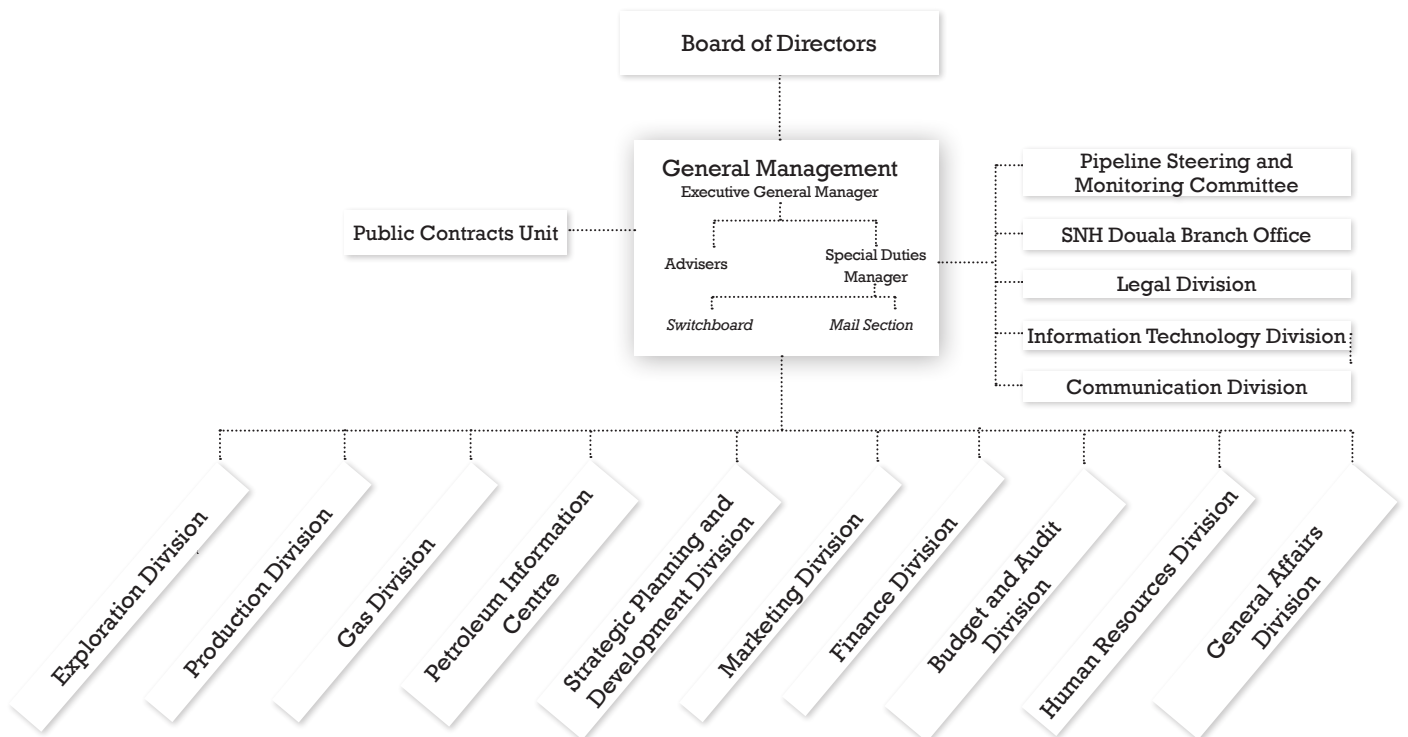 Board of Directors
General Management
Executive General Manager
Advisers
Special Duties
Manager
Switchboard
Mail Section
Public Contracts Unit
Pipeline Steering and
Monitoring Committee
SNH Douala Branch Office
Legal Division
Information Technology Division
Communication Division
Exploration Division
Production Division
Gas Division
Petroleum Information
Centre
Strategic Planning and
Development Division
Marketing Division
Finance Division
Budget and Audit
Division
Human Resources Division
General Affairs
Division